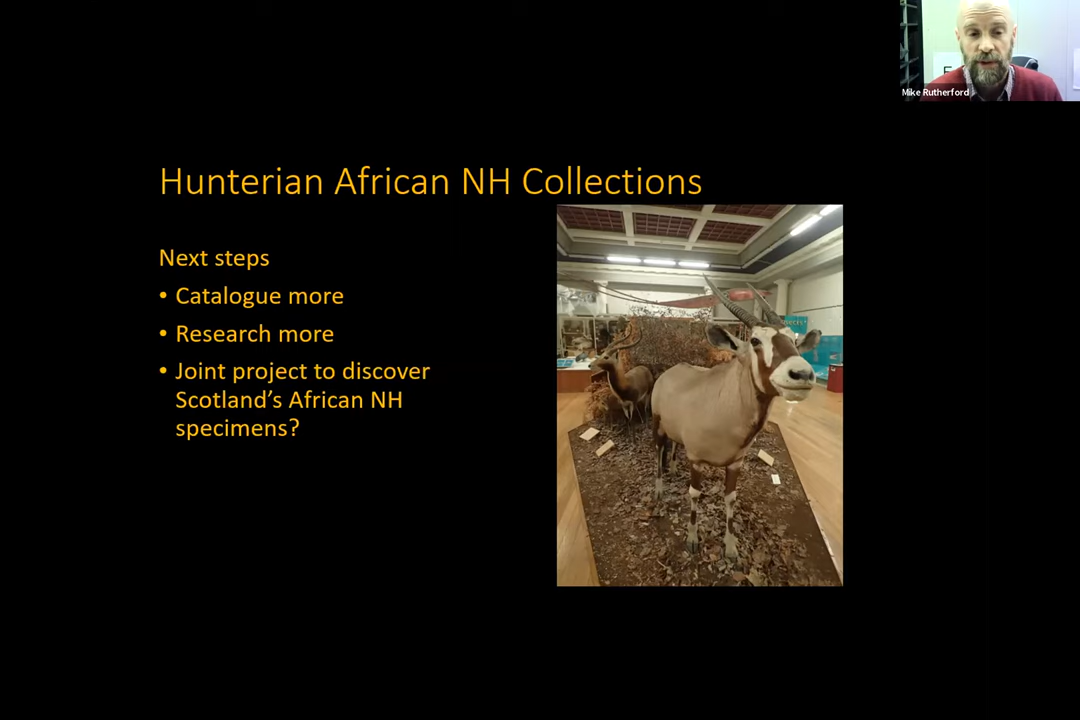 Mike Rutherford
Hunterian African NH Collections
Next steps
• Catalogue more
• Research more
• Joint project to discover
Scotland's African NH
specimens?